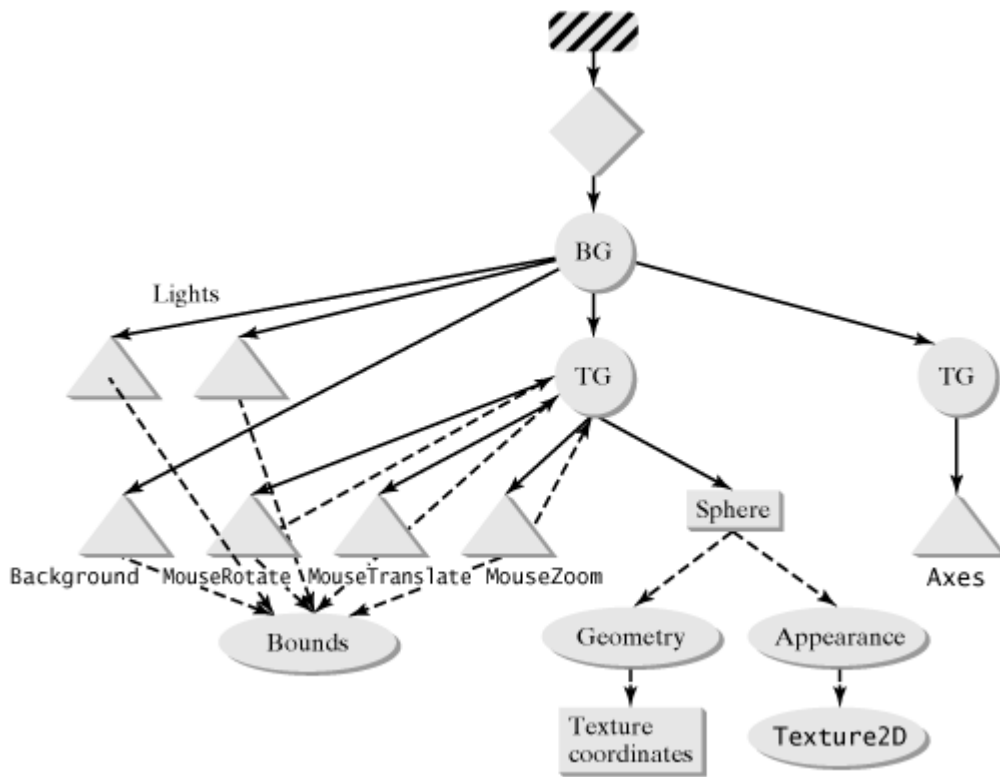 BG
Lights
TG
TG
Sphere
Background
MouseRotate
MouseTranslate
MouseZoom
Axes
Bounds
Geometry
Appearance
Texture
coordinates
Texture2D